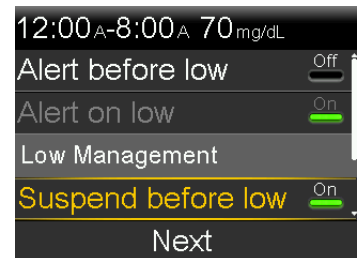 12:00A-8:00A 70mg/dL
Alert before low Off
Alert on low On
Low Management
Suspend before low On
Next